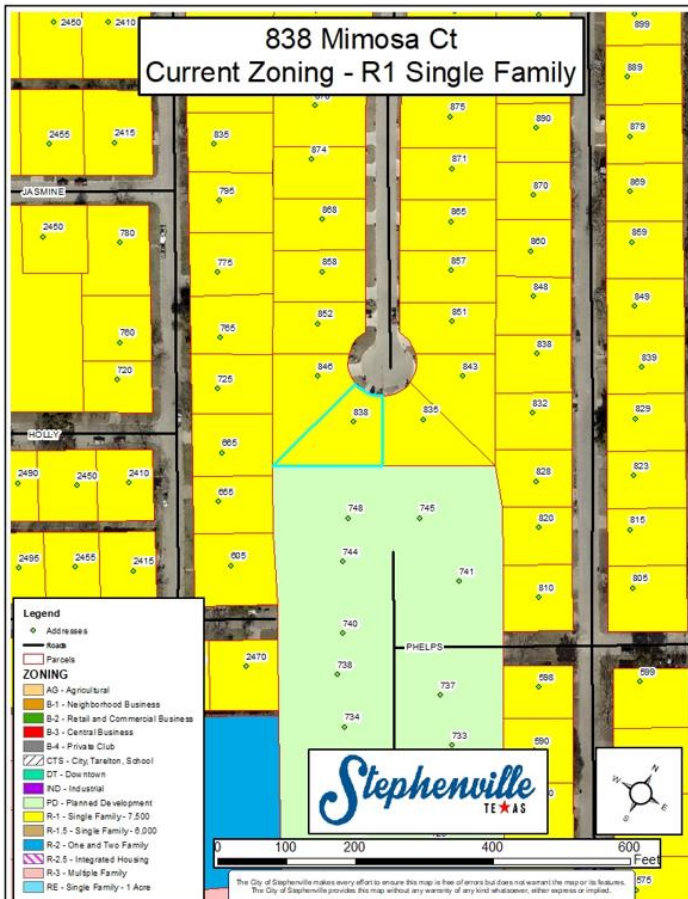 838 Mimosa Ct
Current Zoning - R1 Single Family
2450 2410 899
889
875 890
2455 2415 835 879
874
871
JASMINE 795 870 869
868 865
2450 780 860 859
775 858 857
848 849
852 851
760 765 838
846 843 839
720 725
838 835 832 829
HOLLY
665 828 823
2490 2450 2410
655 748 745 820 815
2495 2455 2415 605 744
741 810 805
740
PHELPS
2470 738 598 599
737
734 733
590
575
Legend
Addresses
Roads
Parcels
ZONING
AG - Agricultural
B-1 - Neighborhood Business
B-2 - Retail and Commercial Business
B-3 - Central Business
B-4 - Private Club
CTS - City, Tarelton, School
DT - Downtown
IND - Industrial
PD - Planned Development
R-1 - Single Family - 7,500
R-1.5 - Single Family - 6,000
R-2 - One and Two Family
R-2.5 - Integrated Housing
R-3 - Multiple Family
RE - Single Family - 1 Acre
Stephenville
TEXAS
N
W
E
S
0 100 200 400 600
Feet
The City of Stephenville makes every effort to ensure this map is free of errors but does not warrant the map or its features.
The City of Stephenville provides this map without any warranty of any kind whatsoever, either express or implied.